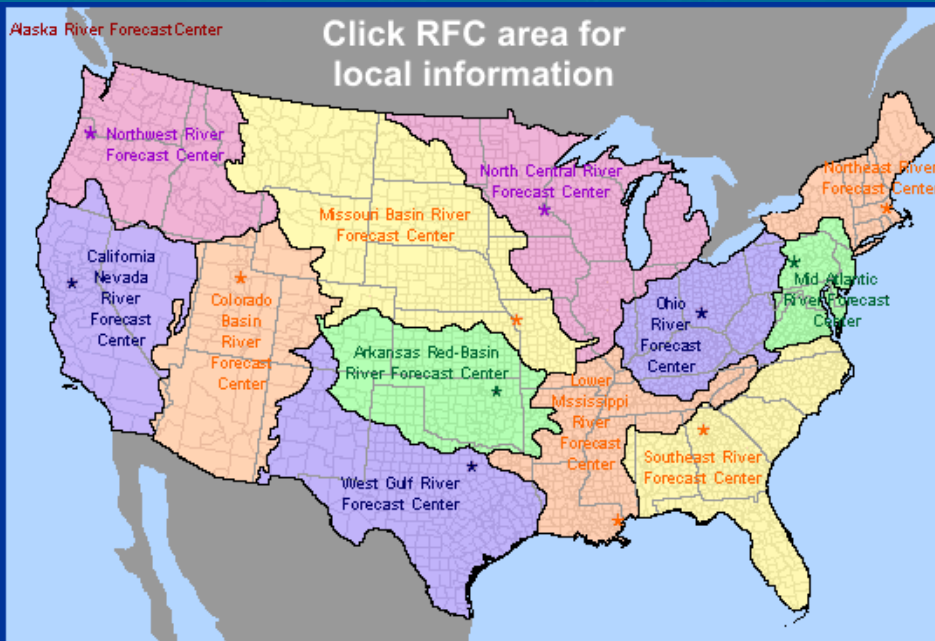 Alaska River Forecast Center
Click RFC area for
local information
Northwest River
Forecast Center
North Central River
Forecast Center
Northeast River
Forecast Center
Missouri Basin River
Forecast Center
California
Nevada
River
Forecast
Center
Colorado
Basin
River
Forecast
Center
Ohio
River
Forecast
Center
Mid-Atlantic
River Forecast
Center
Arkansas Red-Basin
River Forecast Center
Lower
Mississippi
River
Forecast
Center
Southeast River
Forecast Center
West Gulf River
Forecast Center